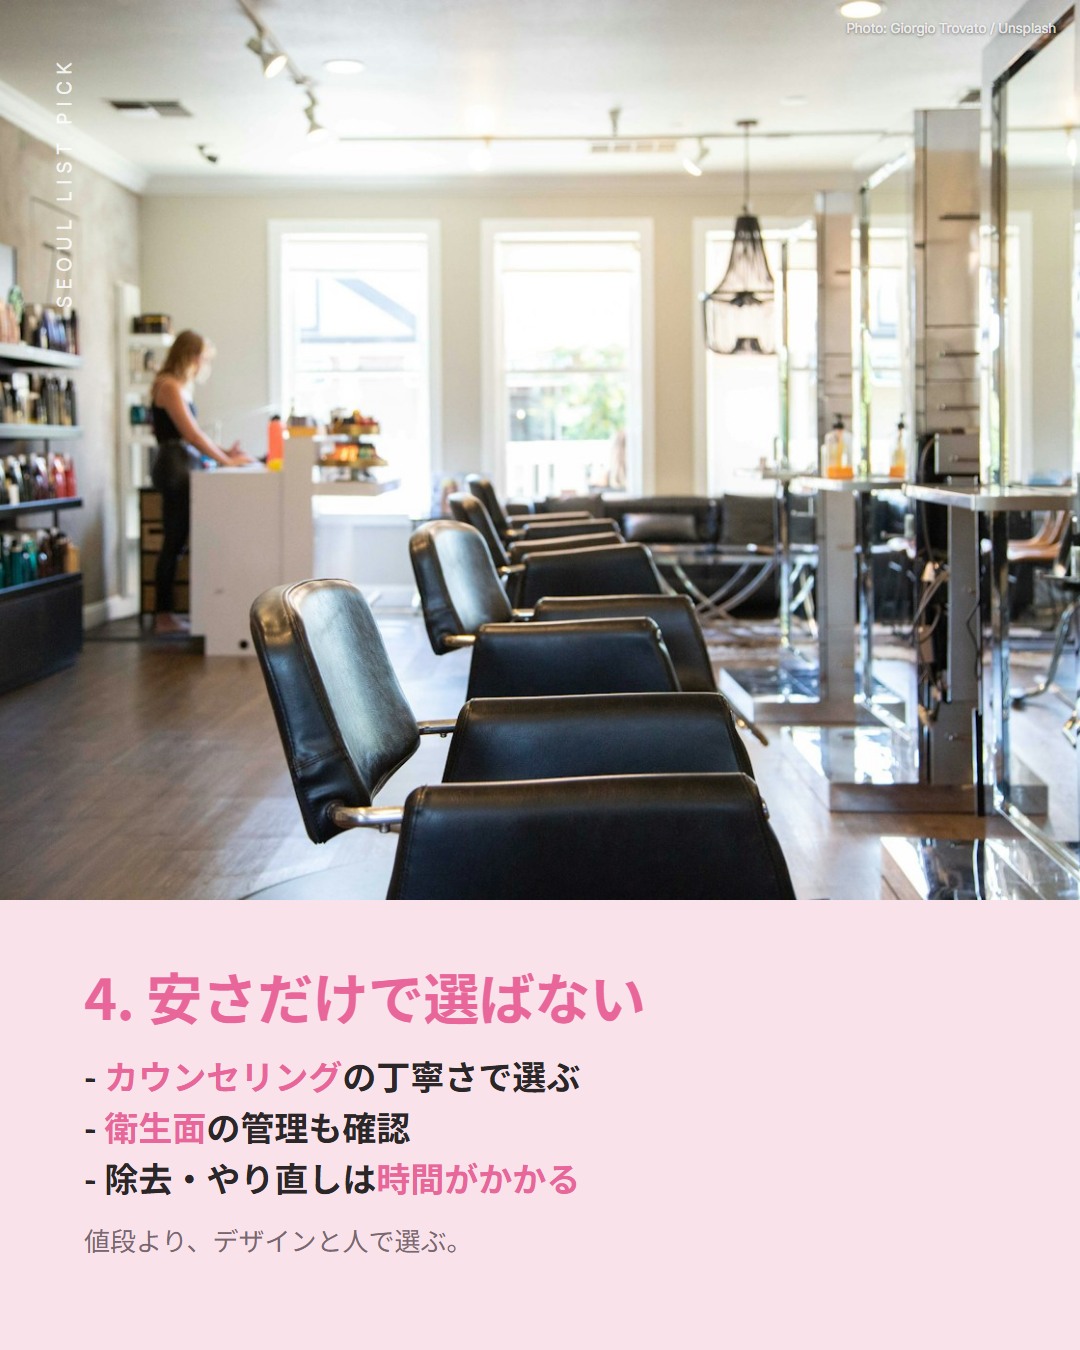 Photo: Giorgio Trovato / Unsplash
SEOUL LIST PICK
4. 安さだけで選ばない
- カウンセリングの丁寧さで選ぶ
- 衛生面の管理も確認
- 除去・やり直しは時間がかかる
値段より、デザインと人で選ぶ。